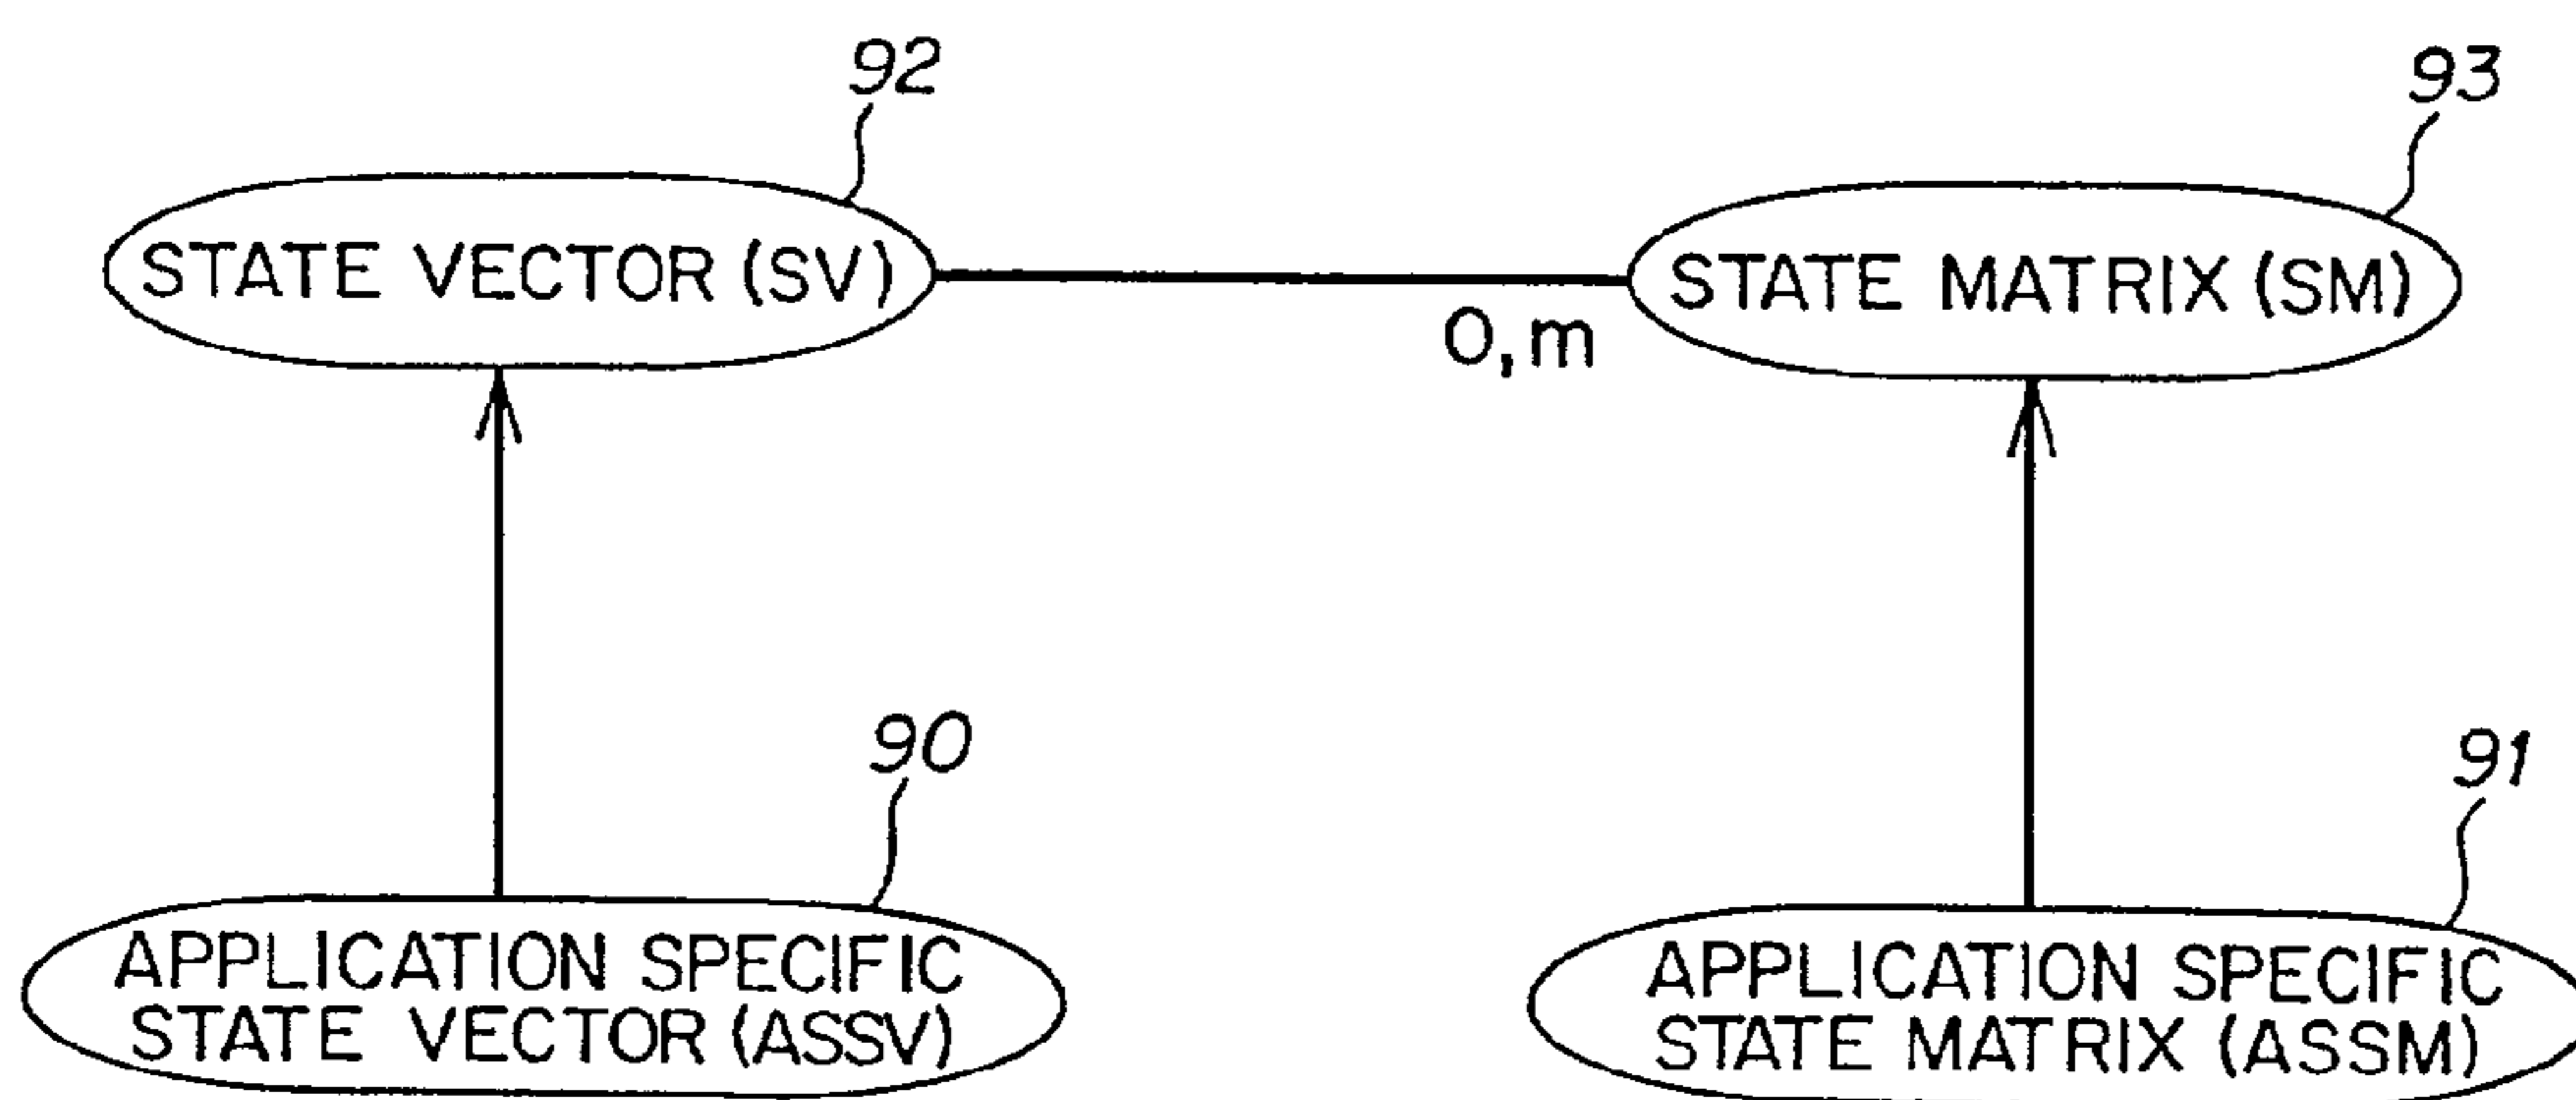 92
93
STATE VECTOR (SV)
STATE MATRIX (SM)
0,m
90
91
APPLICATION SPECIFIC
STATE VECTOR (ASSV)
APPLICATION SPECIFIC
STATE MATRIX (ASSM)